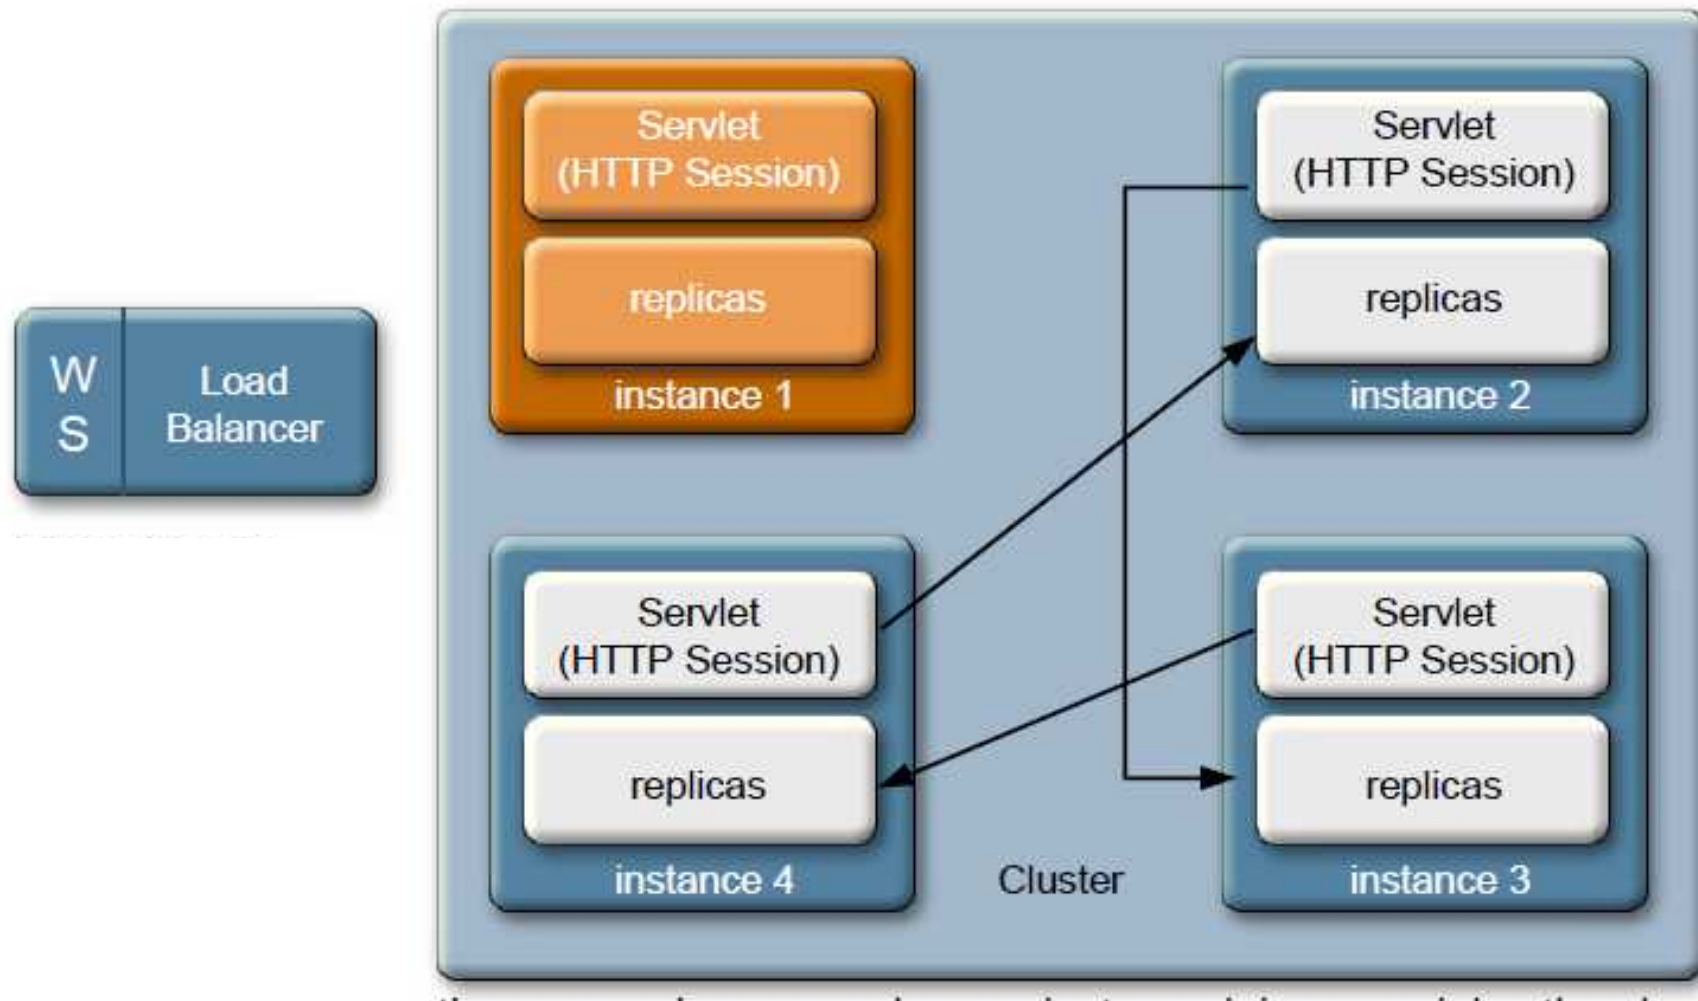 W
S
Load
Balancer
Servlet
(HTTP Session)
replicas
instance 1
Servlet
(HTTP Session)
replicas
instance 2
Servlet
(HTTP Session)
replicas
instance 4
Cluster
Servlet
(HTTP Session)
replicas
instance 3